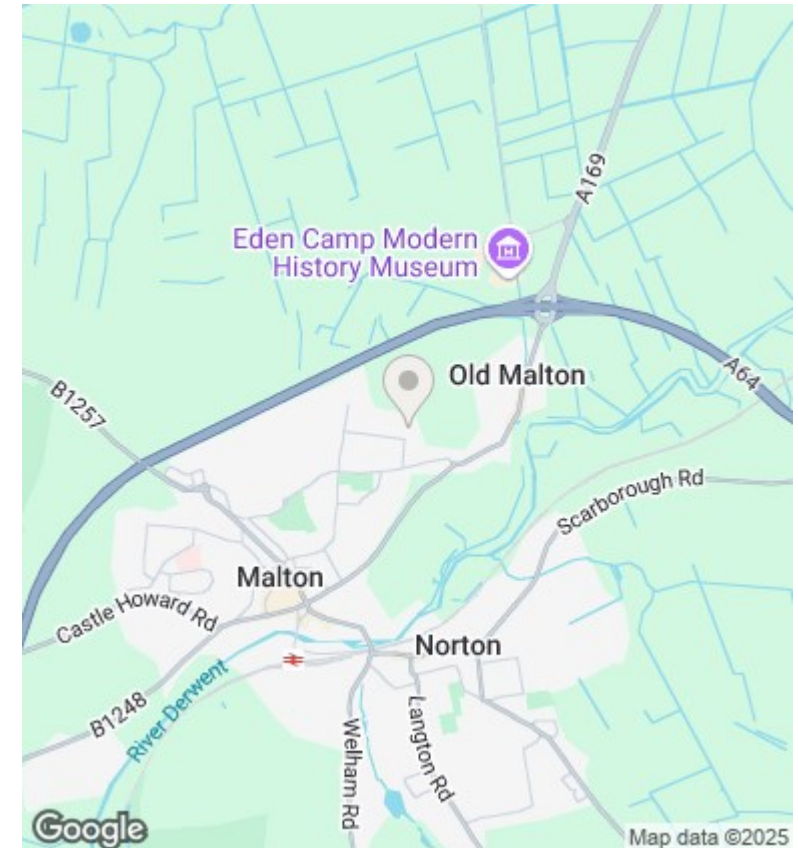 A169
Eden Camp Modern
History Museum
Old Malton
A64
B1257
Scarborough Rd
Malton
Castle Howard Rd
Norton
B1248
River Derwent
Welham Rd
Langton Rd
Google
Map data ©2025